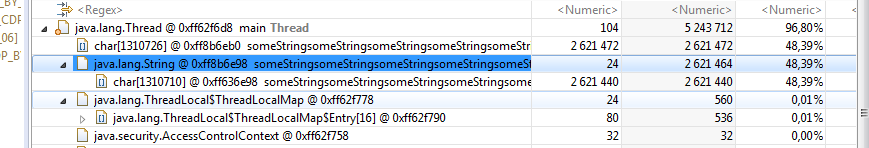 _BY_
_CDP
_06]
OP_BY
<Regex> <Numeric> <Numeric> <Numeric>
java.lang.Thread @ 0xff62f6d8 main Thread 104 5 243 712 96,80%
char[1310726] @ 0xff8b6eb0 someStringsomeStringsomeStringsomeStringsomeStr 2 621 472 2 621 472 48,39%
java.lang.String @ 0xff8b6e98 someStringsomeStringsomeStringsomeStringsomeSt 24 2 621 464 48,39%
char[1310710] @ 0xff636e98 someStringsomeStringsomeStringsomeStringsome 2 621 440 2 621 440 48,39%
java.lang.ThreadLocal$ThreadLocalMap @ 0xff62f778 24 560 0,01%
java.lang.ThreadLocal$ThreadLocalMap$Entry[16] @ 0xff62f790 80 536 0,01%
java.security.AccessControlContext @ 0xff62f758 32 32 0,00%